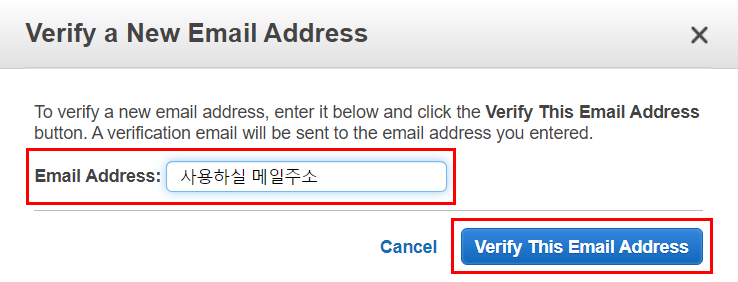 Verify a New Email Address
To verify a new email address, enter it below and click the Verify This Email Address
button. A verification email will be sent to the email address you entered.
Email Address: 사용하실 메일주소
Cancel Verify This Email Address